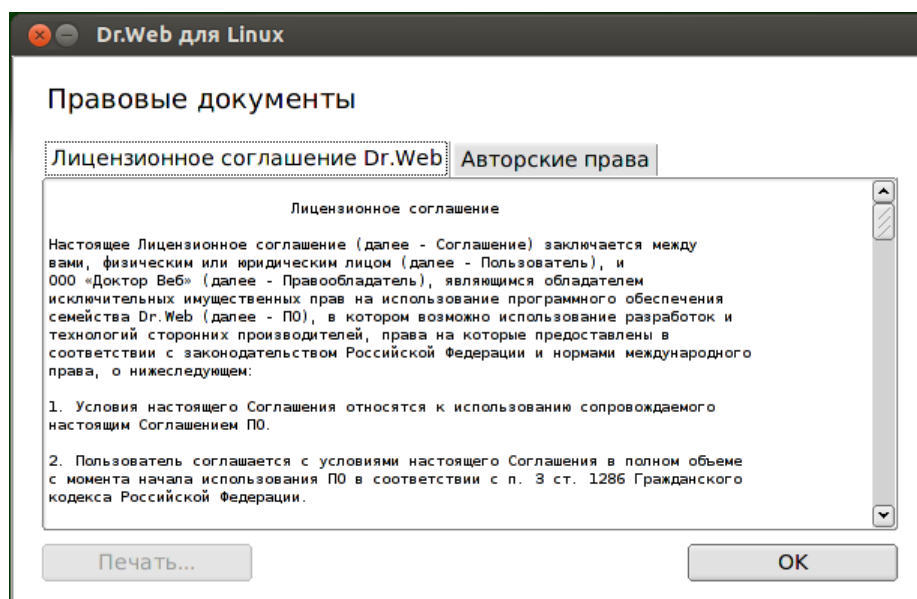 Dr.Web для Linux
Правовые документы
Лицензионное соглашение Dr.Web
Авторские права
Лицензионное соглашение
Настоящее Лицензионное соглашение (далее - Соглашение) заключается между
вами, физическим или юридическим лицом (далее - Пользователь), и
ООО «Доктор Веб» (далее - Правообладатель), являющимся обладателем
исключительных имущественных прав на использование программного обеспечения
семейства Dr.Web (далее - ПО), в котором возможно использование разработок и
технологий сторонних производителей, права на которые предоставлены в
соответствии с законодательством Российской Федерации и нормами международного
права, о нижеследующем:
1. Условия настоящего Соглашения относятся к использованию сопровождаемого
настоящим Соглашением ПО.
2. Пользователь соглашается с условиями настоящего Соглашения в полном объеме
с момента начала использования ПО в соответствии с п. 3 ст. 1286 Гражданского
кодекса Российской Федерации.
Печать...
OK